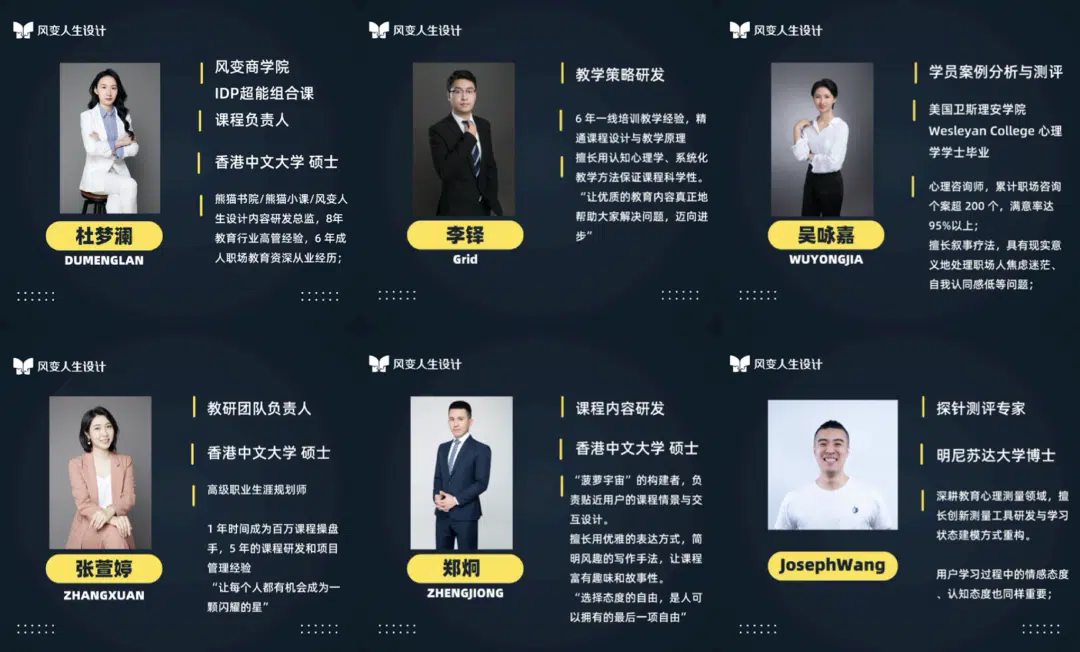 风变人生设计
风变商学院
IDP超能组合课
课程负责人
香港中文大学 硕士
熊猫书院/熊猫小课/风变人
生设计内容研发总监，8年
教育行业高管经验，6 年成
人职场教育资深从业经历；
杜梦澜
DUMENGLAN
风变人生设计
教学策略研发
6 年一线培训教学经验，精
通课程设计与教学原理
擅长用认知心理学、系统化
教学方法保证课程科学性。
“让优质的教育内容真正地
帮助大家解决问题，迈向进
步”
李铎
Grid
风变人生设计
学员案例分析与测评
美国卫斯理安学院
Wesleyan College 心理
学学士毕业
心理咨询师，累计职场咨询
个案超 200 个，满意率达
95%以上；
擅长叙事疗法，具有现实意
义地处理职场人焦虑迷茫、
自我认同感低等问题；
吴咏嘉
WUYONGJIA
风变人生设计
教研团队负责人
香港中文大学 硕士
高级职业生涯规划师
1 年时间成为百万课程操盘
手，5 年的课程研发和项目
管理经验
“让每个人都有机会成为一
颗闪耀的星”
张萱婷
ZHANGXUAN
风变人生设计
课程内容研发
香港中文大学 硕士
“菠萝宇宙”的构建者，负
责贴近用户的课程情景与交
互设计。
擅长用优雅的表达方式，简
明风趣的写作手法，让课程
富有趣味和故事性。
“选择态度的自由，是人可
以拥有的最后一项自由”
郑炯
ZHENGJIONG
风变人生设计
探针测评专家
明尼苏达大学博士
深耕教育心理测量领域，擅
长创新测量工具研发与学习
状态建模方式重构。
用户学习过程中的情感态度
、认知态度也同样重要；
JosephWang